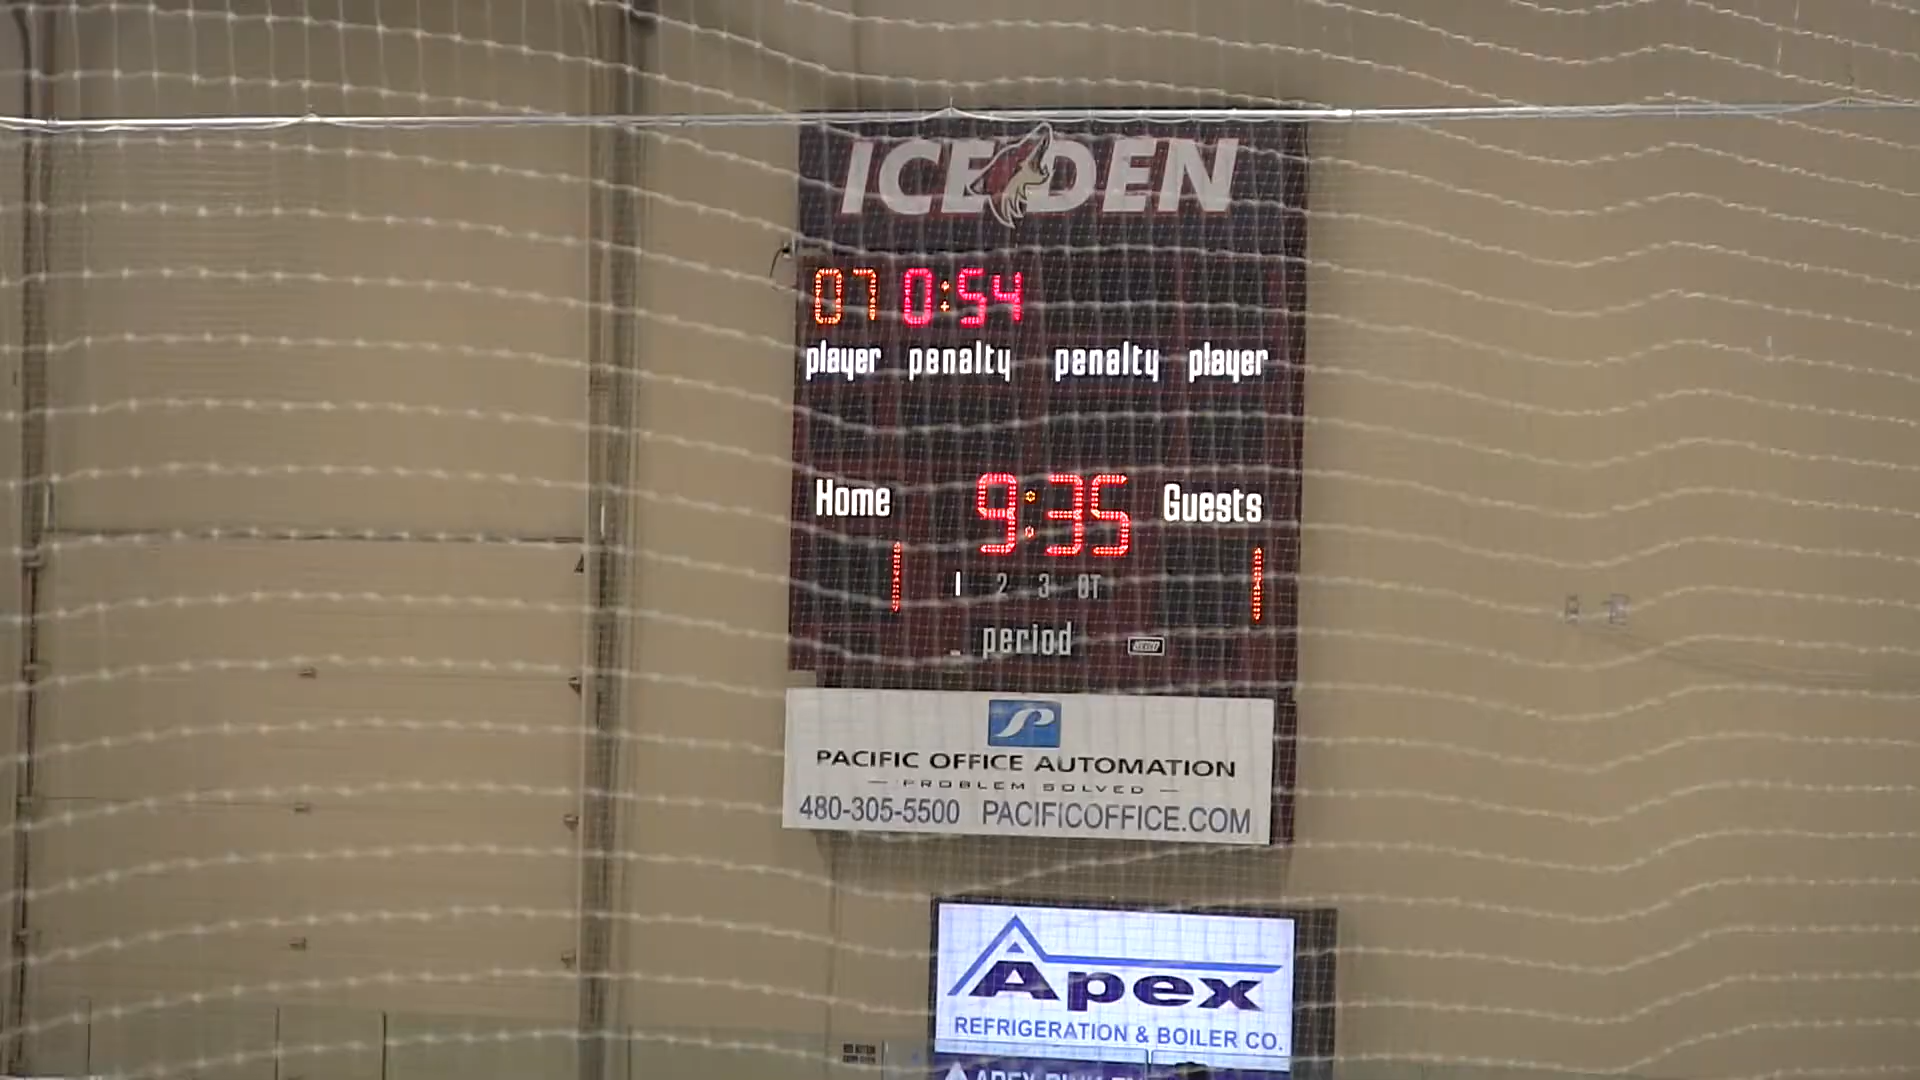 ICE DEN
07 0:54
player penalty penalty player
Home 9:35 Guests
1 1 2 3 OT 1
period
PACIFIC OFFICE AUTOMATION
— PROBLEM SOLVED —
480-305-5500 PACIFICOFFICE.COM
Apex
REFRIGERATION & BOILER CO.